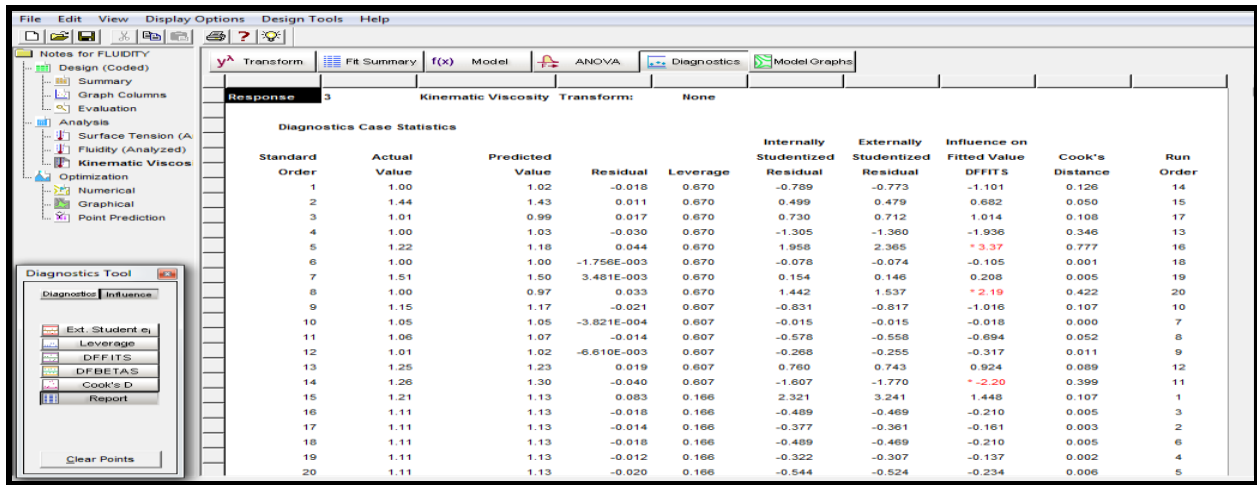 File Edit View Display Options Design Tools Help
Notes for FLUIDITY
Design (Coded)
Summary
Graph Columns
Evaluation
Analysis
Surface Tension (A
Fluidity (Analyzed)
Kinematic Viscos
Optimization
Numerical
Graphical
Point Prediction
Diagnostics Tool
Diagnostics Influence
Ext. Student e
Leverage
DFFITS
DFBETAS
Cook's D
Report
Clear Points
yλ Transform Fit Summary f(x) Model ANOVA Diagnostics Model Graphs
Response 3 Kinematic Viscosity Transform: None
Diagnostics Case Statistics
Internally Externally Influence on
Standard Actual Predicted Studentized Studentized Fitted Value Cook's Run
Order Value Value Residual Leverage Residual Residual DFFITS Distance Order
1 1.00 1.02 -0.018 0.670 -0.789 -0.773 -1.101 0.126 14
2 1.44 1.43 0.011 0.670 0.499 0.479 0.682 0.050 15
3 1.01 0.99 0.017 0.670 0.730 0.712 1.014 0.108 17
4 1.00 1.03 -0.030 0.670 -1.305 -1.360 -1.936 0.346 13
5 1.22 1.18 0.044 0.670 1.958 2.365 * 3.37 0.777 16
6 1.00 1.00 -1.756E-003 0.670 -0.078 -0.074 -0.105 0.001 18
7 1.51 1.50 3.481E-003 0.670 0.154 0.146 0.208 0.005 19
8 1.00 0.97 0.033 0.670 1.442 1.537 * 2.19 0.422 20
9 1.15 1.17 -0.021 0.607 -0.831 -0.817 -1.016 0.107 10
10 1.05 1.05 -3.821E-004 0.607 -0.015 -0.015 -0.018 0.000 7
11 1.06 1.07 -0.014 0.607 -0.578 -0.558 -0.694 0.052 8
12 1.01 1.02 -6.610E-003 0.607 -0.268 -0.255 -0.317 0.011 9
13 1.25 1.23 0.019 0.607 0.760 0.743 0.924 0.089 12
14 1.26 1.30 -0.040 0.607 -1.607 -1.770 * -2.20 0.399 11
15 1.21 1.13 0.083 0.166 2.321 3.241 1.448 0.107 1
16 1.11 1.13 -0.018 0.166 -0.489 -0.469 -0.210 0.005 3
17 1.11 1.13 -0.014 0.166 -0.377 -0.361 -0.161 0.003 2
18 1.11 1.13 -0.018 0.166 -0.489 -0.469 -0.210 0.005 6
19 1.11 1.13 -0.012 0.166 -0.322 -0.307 -0.137 0.002 4
20 1.11 1.13 -0.020 0.166 -0.544 -0.524 -0.234 0.006 5